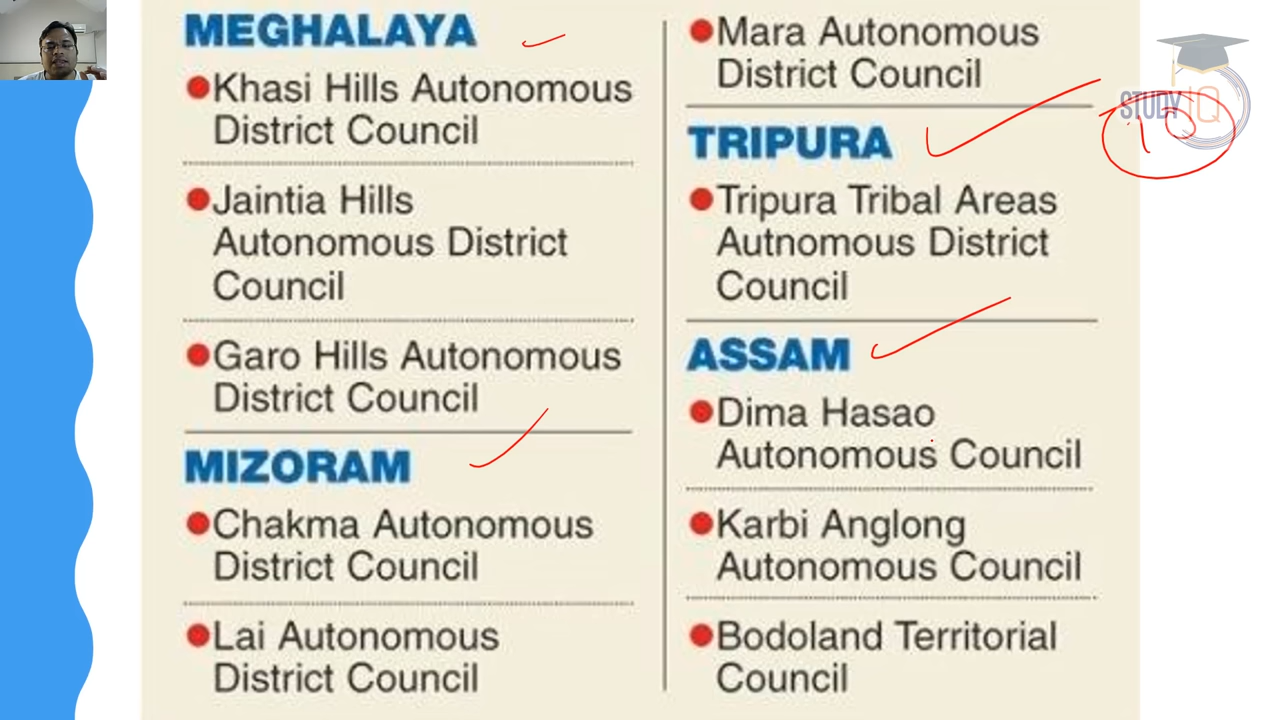 MEGHALAYA
Khasi Hills Autonomous
District Council
Jaintia Hills
Autonomous District
Council
Garo Hills Autonomous
District Council
MIZORAM
Chakma Autonomous
District Council
Lai Autonomous
District Council
Mara Autonomous
District Council
TRIPURA
Tripura Tribal Areas
Autnomous District
Council
ASSAM
Dima Hasao
Autonomous Council
Karbi Anglong
Autonomous Council
Bodoland Territorial
Council
STUDY IQ
10